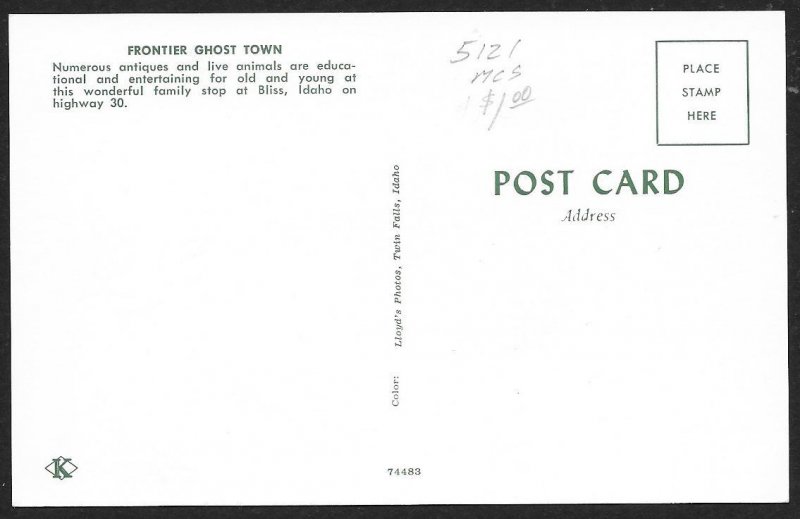 FRONTIER GHOST TOWN
Numerous antiques and live animals are educa-
tional and entertaining for old and young at
this wonderful family stop at Bliss, Idaho on
highway 30.
5121
MCS
$1.00
PLACE
STAMP
HERE
POST CARD
Address
Color: Lloyd's Photos, Twin Falls, Idaho
K
74483